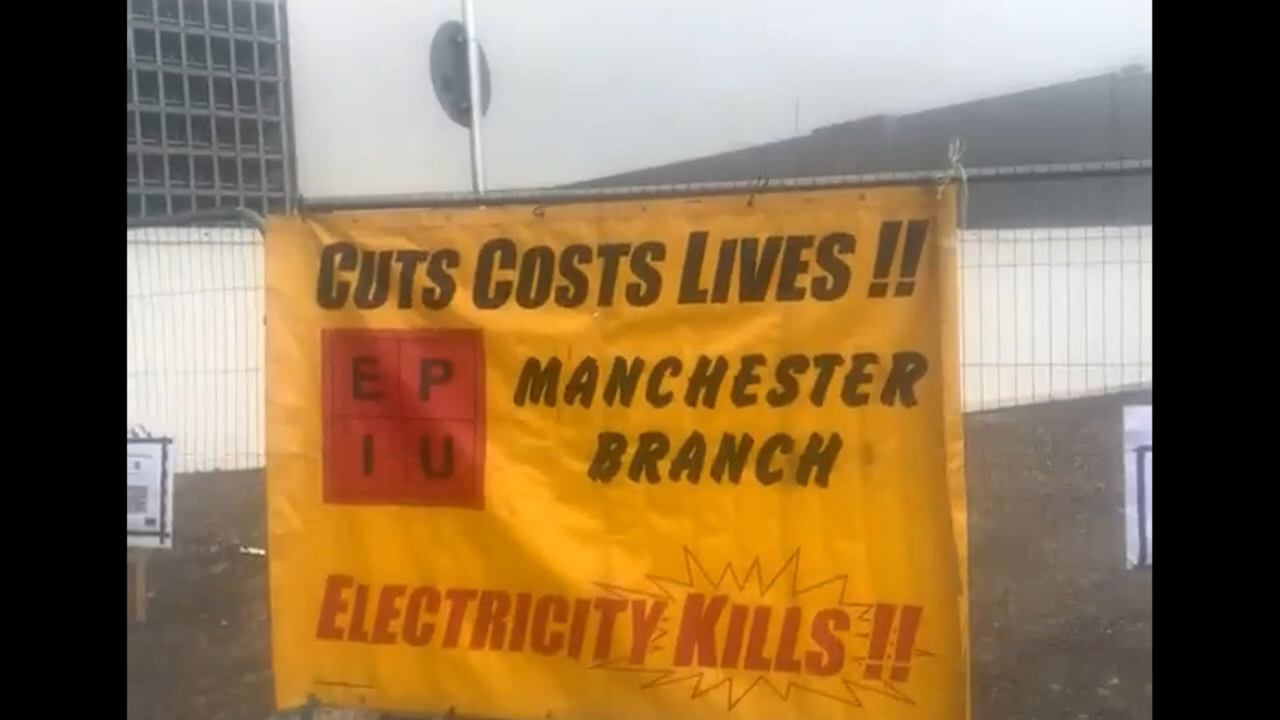 CUTS COSTS LIVES !!
E P
I U
MANCHESTER
BRANCH
ELECTRICITY KILLS !!